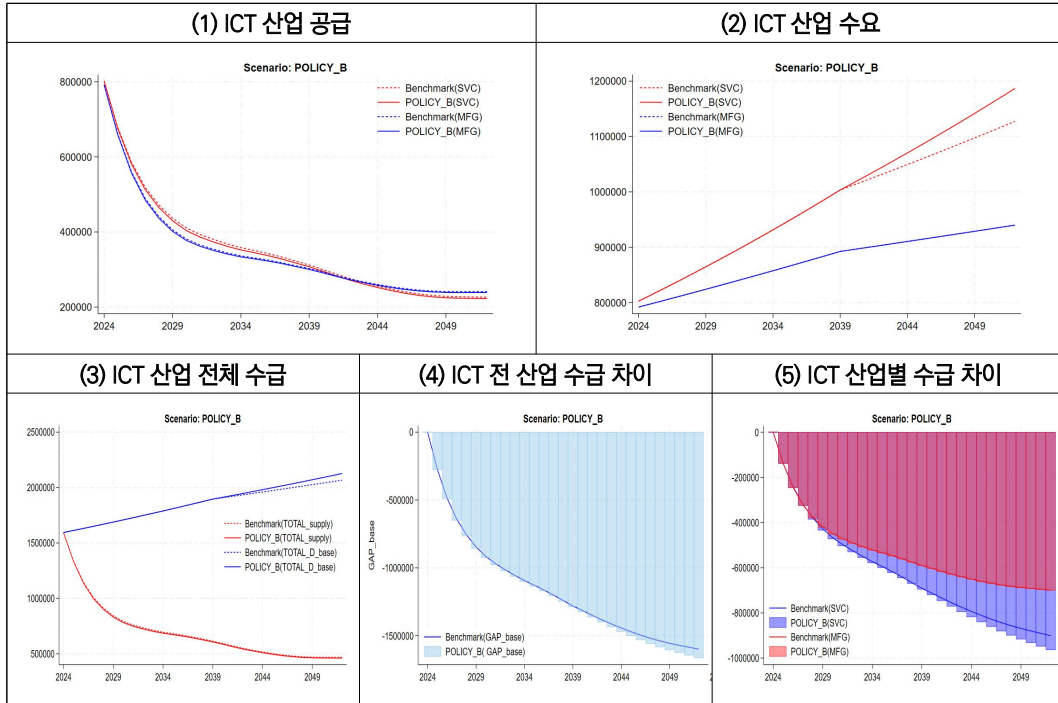 (1) ICT 산업 공급
(2) ICT 산업 수요
Scenario: POLICY_B
800000
600000
400000
200000
2024
2029
2034
2039
2044
2049
Benchmark(SVC)
POLICY_B(SVC)
Benchmark(MFG)
POLICY_B(MFG)
Scenario: POLICY_B
1200000
1100000
1000000
900000
800000
2024
2029
2034
2039
2044
2049
Benchmark(SVC)
POLICY_B(SVC)
Benchmark(MFG)
POLICY_B(MFG)
(3) ICT 산업 전체 수급
(4) ICT 전 산업 수급 차이
(5) ICT 산업별 수급 차이
Scenario: POLICY_B
2500000
2000000
1500000
1000000
500000
2024
2029
2034
2039
2044
2049
Benchmark(TOTAL_supply)
POLICY_B(TOTAL_supply)
Benchmark(TOTAL_D_base)
POLICY_B(TOTAL_D_base)
Scenario: POLICY_B
GAP_base
0
-500000
-1000000
-1500000
2024
2029
2034
2039
2044
2049
Benchmark(GAP_base)
POLICY_B( GAP_base)
Scenario: POLICY_B
0
-200000
-400000
-600000
-800000
-1000000
2024
2029
2034
2039
2044
2049
Benchmark(SVC)
POLICY_B(SVC)
Benchmark(MFG)
POLICY_B(MFG)